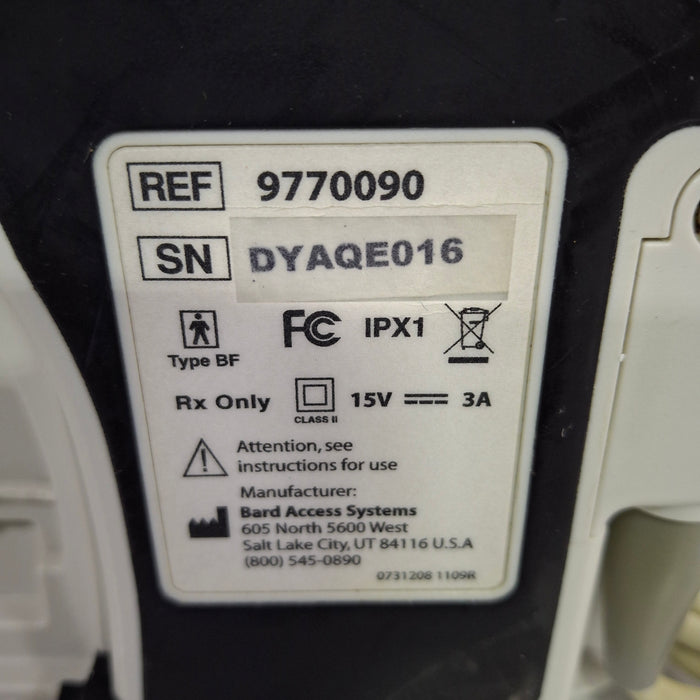 REF 9770090
SN DYAQE016
Type BF
FC IPX1
Rx Only CLASS II 15V 3A
Attention, see
instructions for use
Manufacturer:
Bard Access Systems
605 North 5600 West
Salt Lake City, UT 84116 U.S.A
(800) 545-0890
0731208 1109R